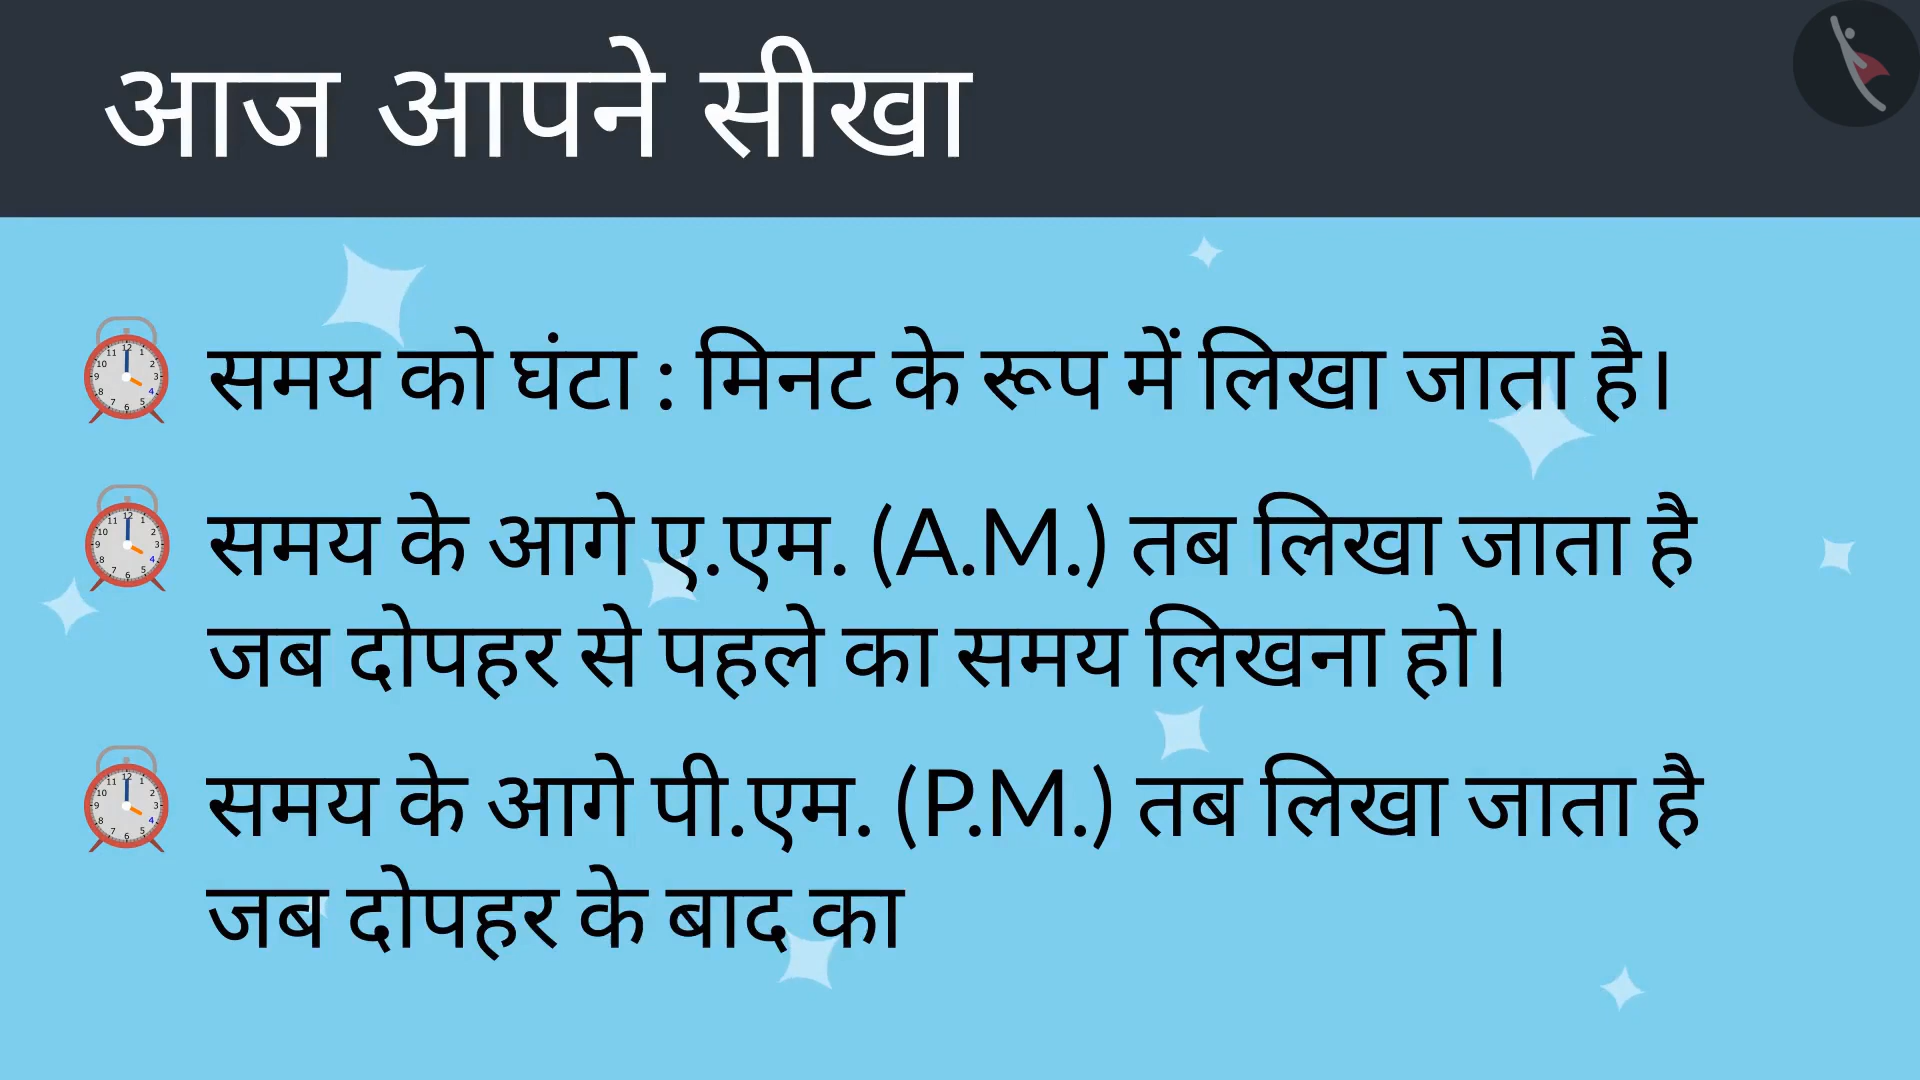 आज आपने सीखा
समय को घंटा : मिनट के रूप में लिखा जाता है।
समय के आगे ए.एम. (A.M.) तब लिखा जाता है
जब दोपहर से पहले का समय लिखना हो।
समय के आगे पी.एम. (P.M.) तब लिखा जाता है
जब दोपहर के बाद का